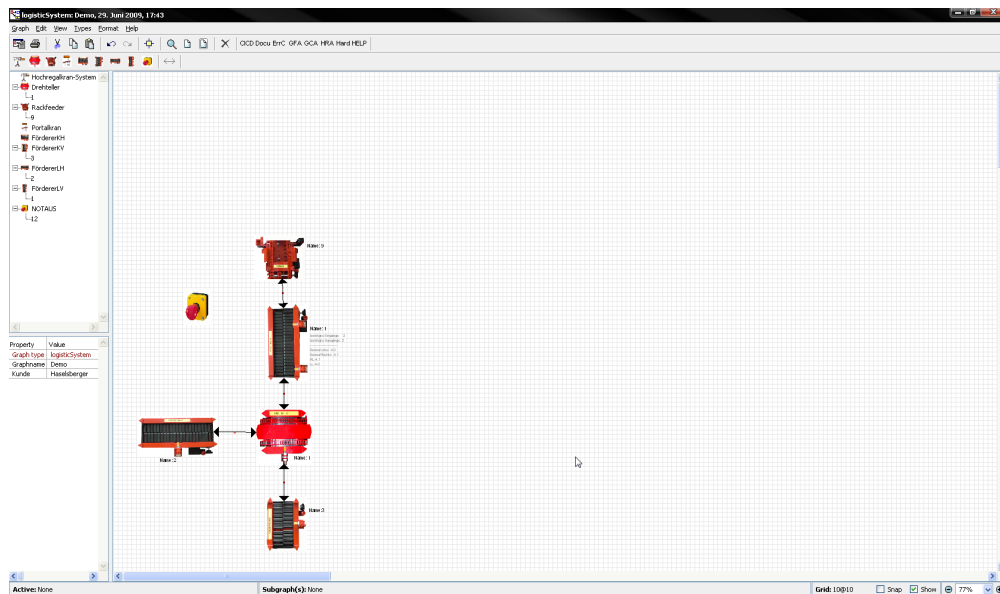 logisticSystem: Demo, 29. Juni 2009, 17:43
Graph Edit View Types Format Help
CICD Docu ErrC GFA GCA HRA Hard HELP
Hochregalkran-System
Drehteller
1
Rackfeeder
9
Portalkran
FördererKH
FördererKV
3
FördererLH
2
FördererLV
1
NOTAUS
12
Name: 9
Name: 1
Name: 2
Name: 1
Name:3
Property Value
Graph type logisticSystem
Graphname Demo
Kunde Haselsberger
Active: None Subgraph(s): None Grid: 10@10 Snap Show 77%